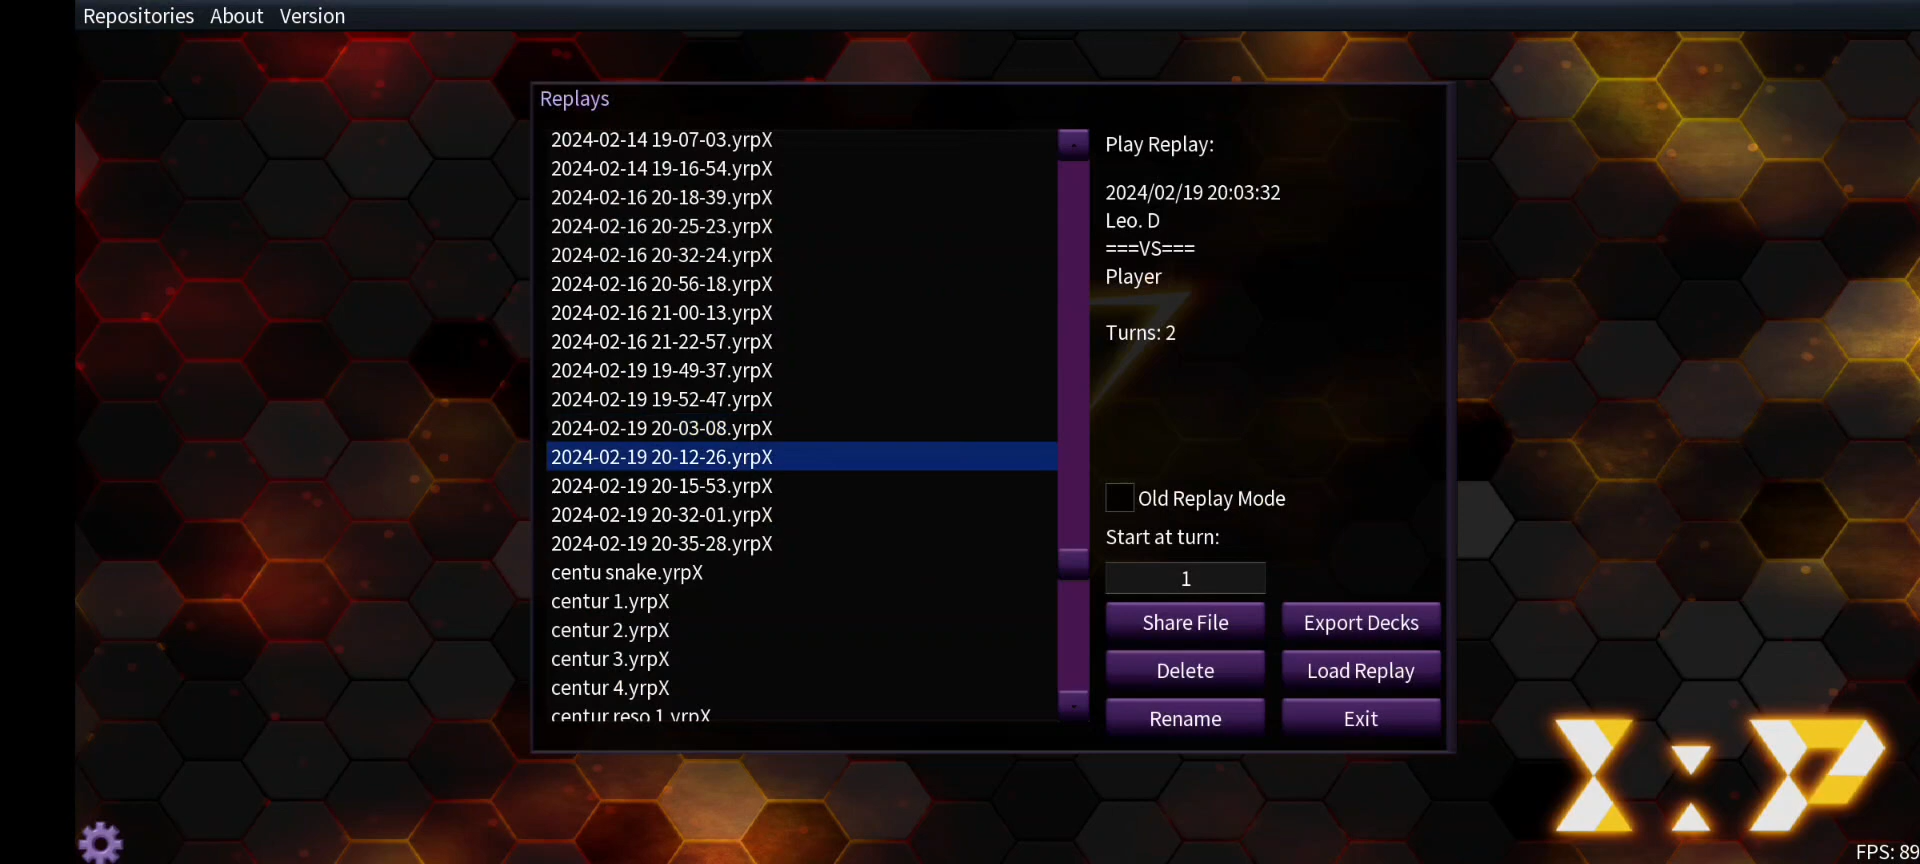 Repositories About Version
Replays
2024-02-14 19-07-03.yrpX
2024-02-14 19-16-54.yrpX
2024-02-16 20-18-39.yrpX
2024-02-16 20-25-23.yrpX
2024-02-16 20-32-24.yrpX
2024-02-16 20-56-18.yrpX
2024-02-16 21-00-13.yrpX
2024-02-16 21-22-57.yrpX
2024-02-19 19-49-37.yrpX
2024-02-19 19-52-47.yrpX
2024-02-19 20-03-08.yrpX
2024-02-19 20-12-26.yrpX
2024-02-19 20-15-53.yrpX
2024-02-19 20-32-01.yrpX
2024-02-19 20-35-28.yrpX
centu snake.yrpX
centur 1.yrpX
centur 2.yrpX
centur 3.yrpX
centur 4.yrpX
centur reso 1.yrpX
Play Replay:
2024/02/19 20:03:32
Leo. D
===VS===
Player
Turns: 2
Old Replay Mode
Start at turn:
1
Share File Export Decks
Delete Load Replay
Rename Exit
X:P
FPS: 89